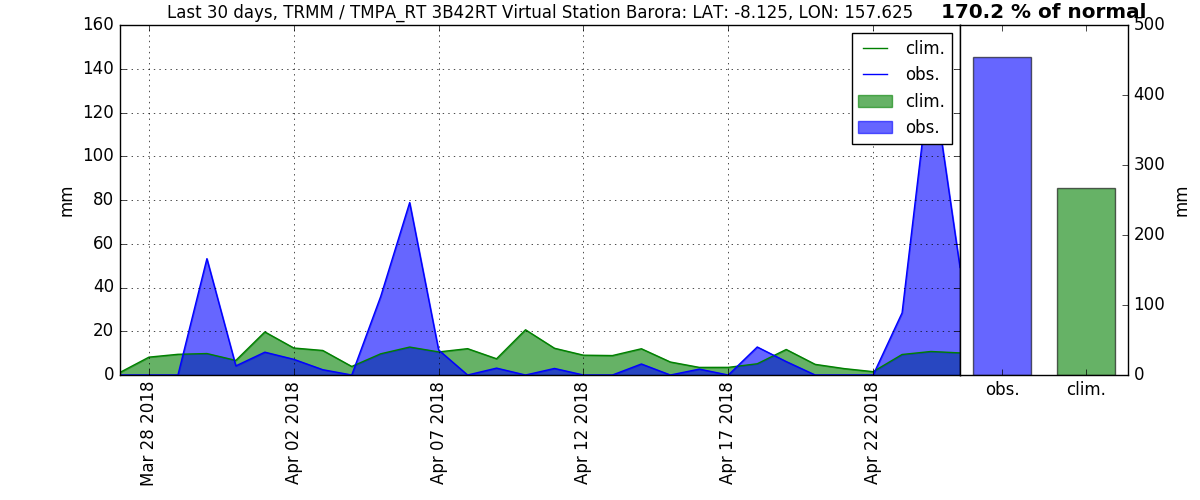 Last 30 days, TRMM / TMPA_RT 3B42RT Virtual Station Barora: LAT: -8.125, LON: 157.625
170.2 % of normal
160
140
120
100
80
60
40
20
0
mm
clim.
obs.
clim.
obs.
500
400
300
200
100
0
mm
Mar 28 2018
Apr 02 2018
Apr 07 2018
Apr 12 2018
Apr 17 2018
Apr 22 2018
obs.
clim.